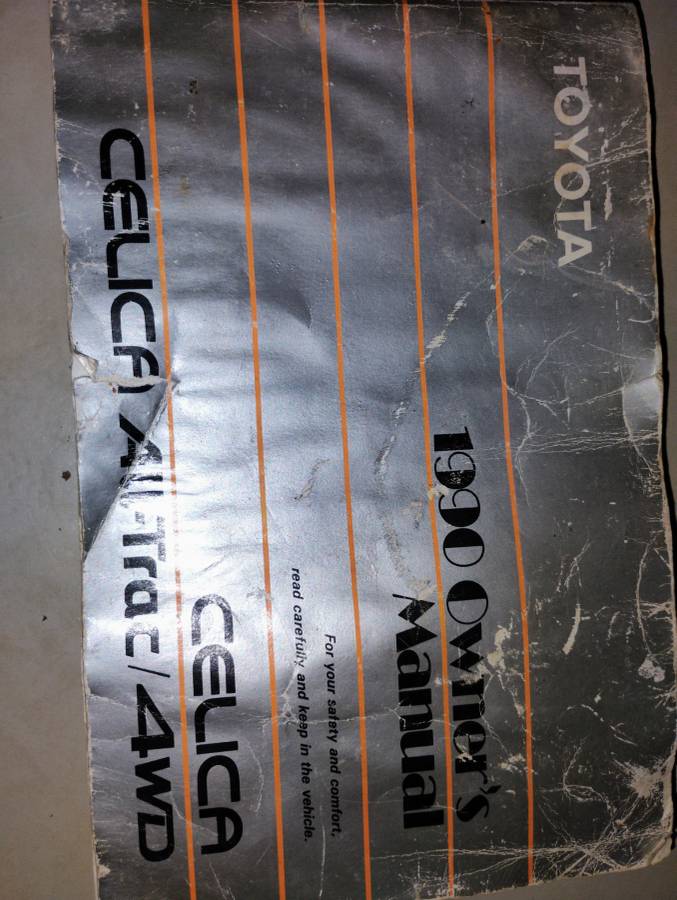 TOYOTA
1990 Owner's
Manual
For your safety and comfort,
read carefully and keep in the vehicle.
CELICA
CELICA All-Trac/4WD